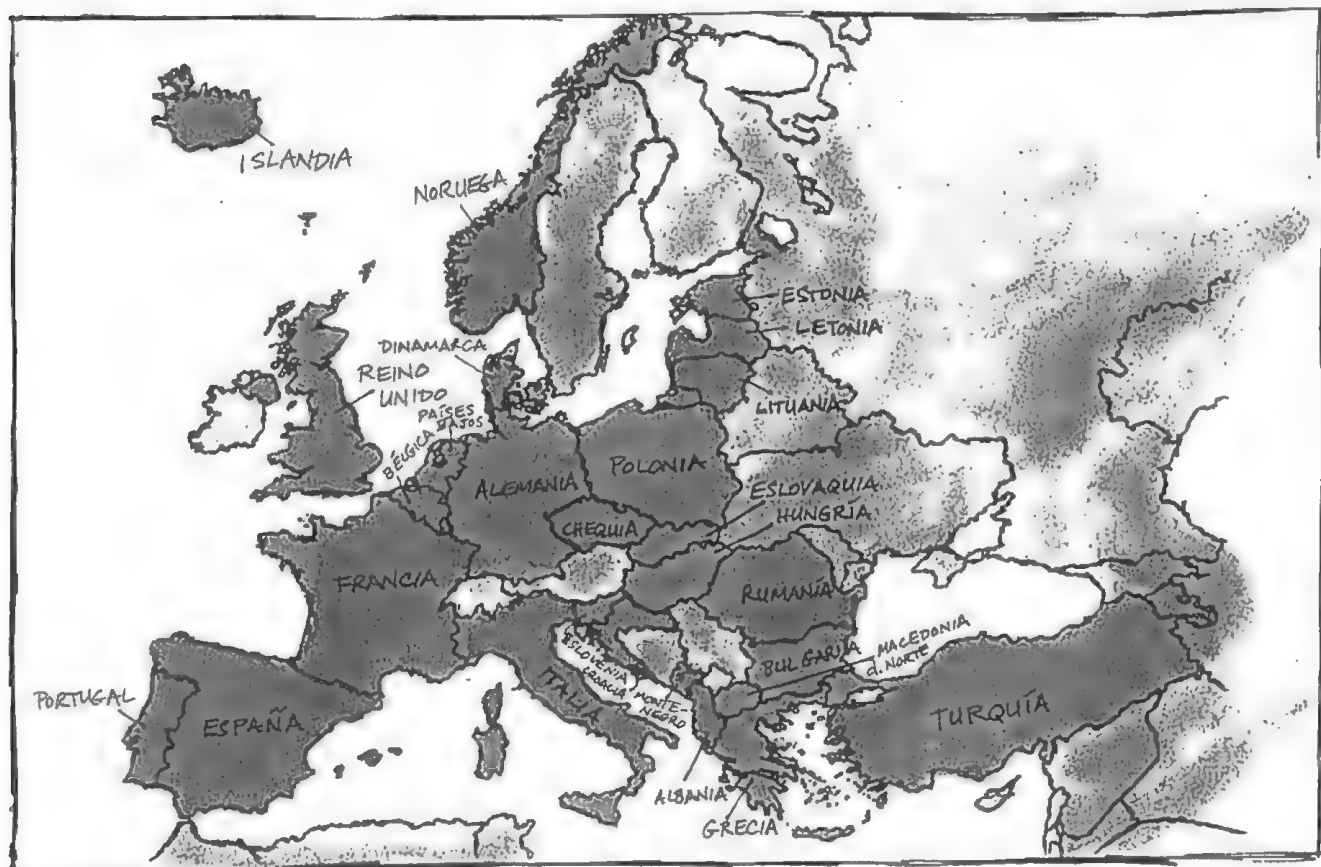 ISLANDIA
NORUEGA
ESTONIA
LETONIA
DINAMARCA
REINO
UNIDO
LITUANIA
PAÍSES
BAJOS
BÉLGICA
POLONIA
ALEMANIA
ESLOVAQUIA
HUNGRÍA
CHEQUIA
FRANCIA
RUMANÍA
MACEDONIA
d. NORTE
BULGARIA
ESLOVENIA
CROACIA
MONTE-
NEGRO
ITALIA
PORTUGAL
ESPAÑA
TURQUÍA
ALBANIA
GRECIA